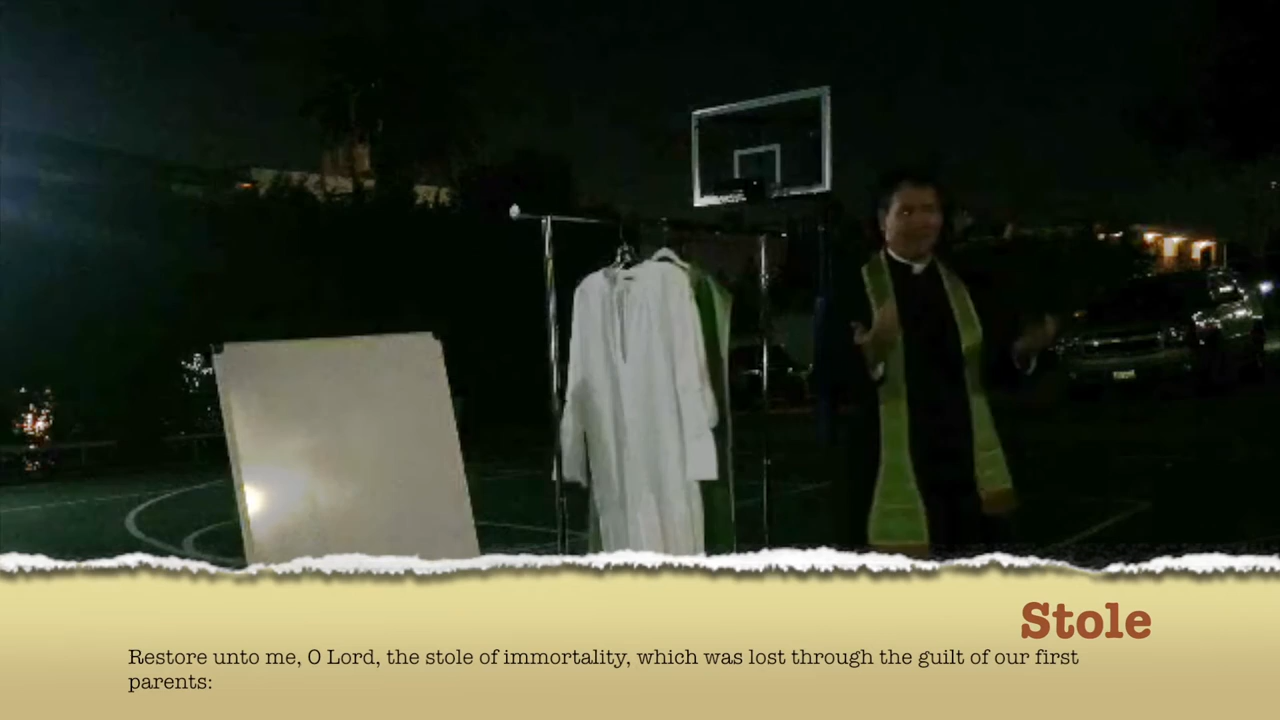 Stole
Restore unto me, O Lord, the stole of immortality, which was lost through the guilt of our first
parents: